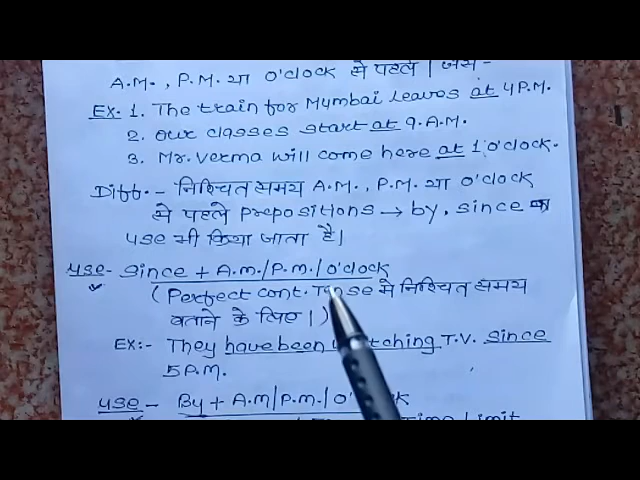 A.M., P.M. या O'clock से पहले। जैसे-
Ex. 1. The train for Mumbai leaves at 4 P.M.
2. Our classes start at 9 A.M.
3. Mr. Verma will come here at 1 O'clock.
Diff. - निश्चित समय A.M., P.M. या O'clock
से पहले Prepositions → by, since का
use भी किया जाता है।
use- since + A.M./P.M./O'clock
(Perfect Cont. Tense में निश्चित समय
बताने के लिए।)
Ex:- They have been watching T.V. since
5 P.M.
use - By + A.M/P.M./O'clock
Limit